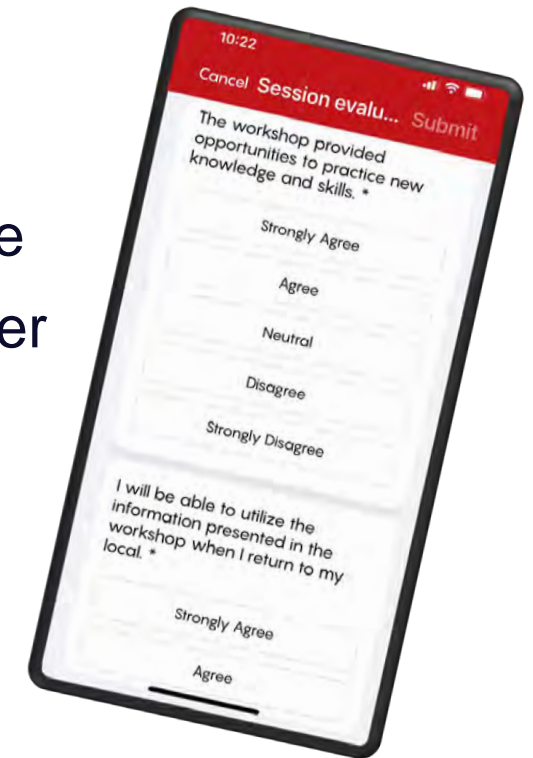 e
er
10:22
Cancel Session evalu... Submit
The workshop provided
opportunities to practice new
knowledge and skills. *
Strongly Agree
Agree
Neutral
Disagree
Strongly Disagree
I will be able to utilize the
information presented in the
workshop when I return to my
local. *
Strongly Agree
Agree